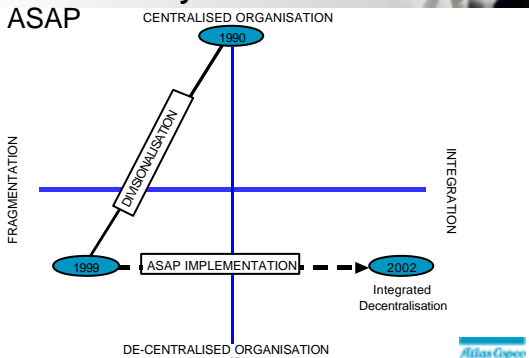 ASAP
CENTRALISED ORGANISATION
1990
DIVISIONALISATION
FRAGMENTATION
INTEGRATION
1999
ASAP IMPLEMENTATION
2002
Integrated
Decentralisation
DE-CENTRALISED ORGANISATION
Atlas Copco